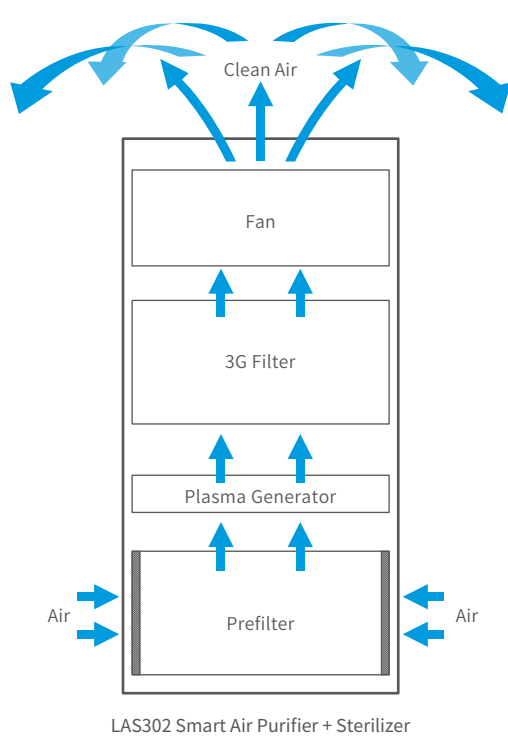 Clean Air
Fan
3G Filter
Plasma Generator
Air
Prefilter
Air
LAS302 Smart Air Purifier + Sterilizer